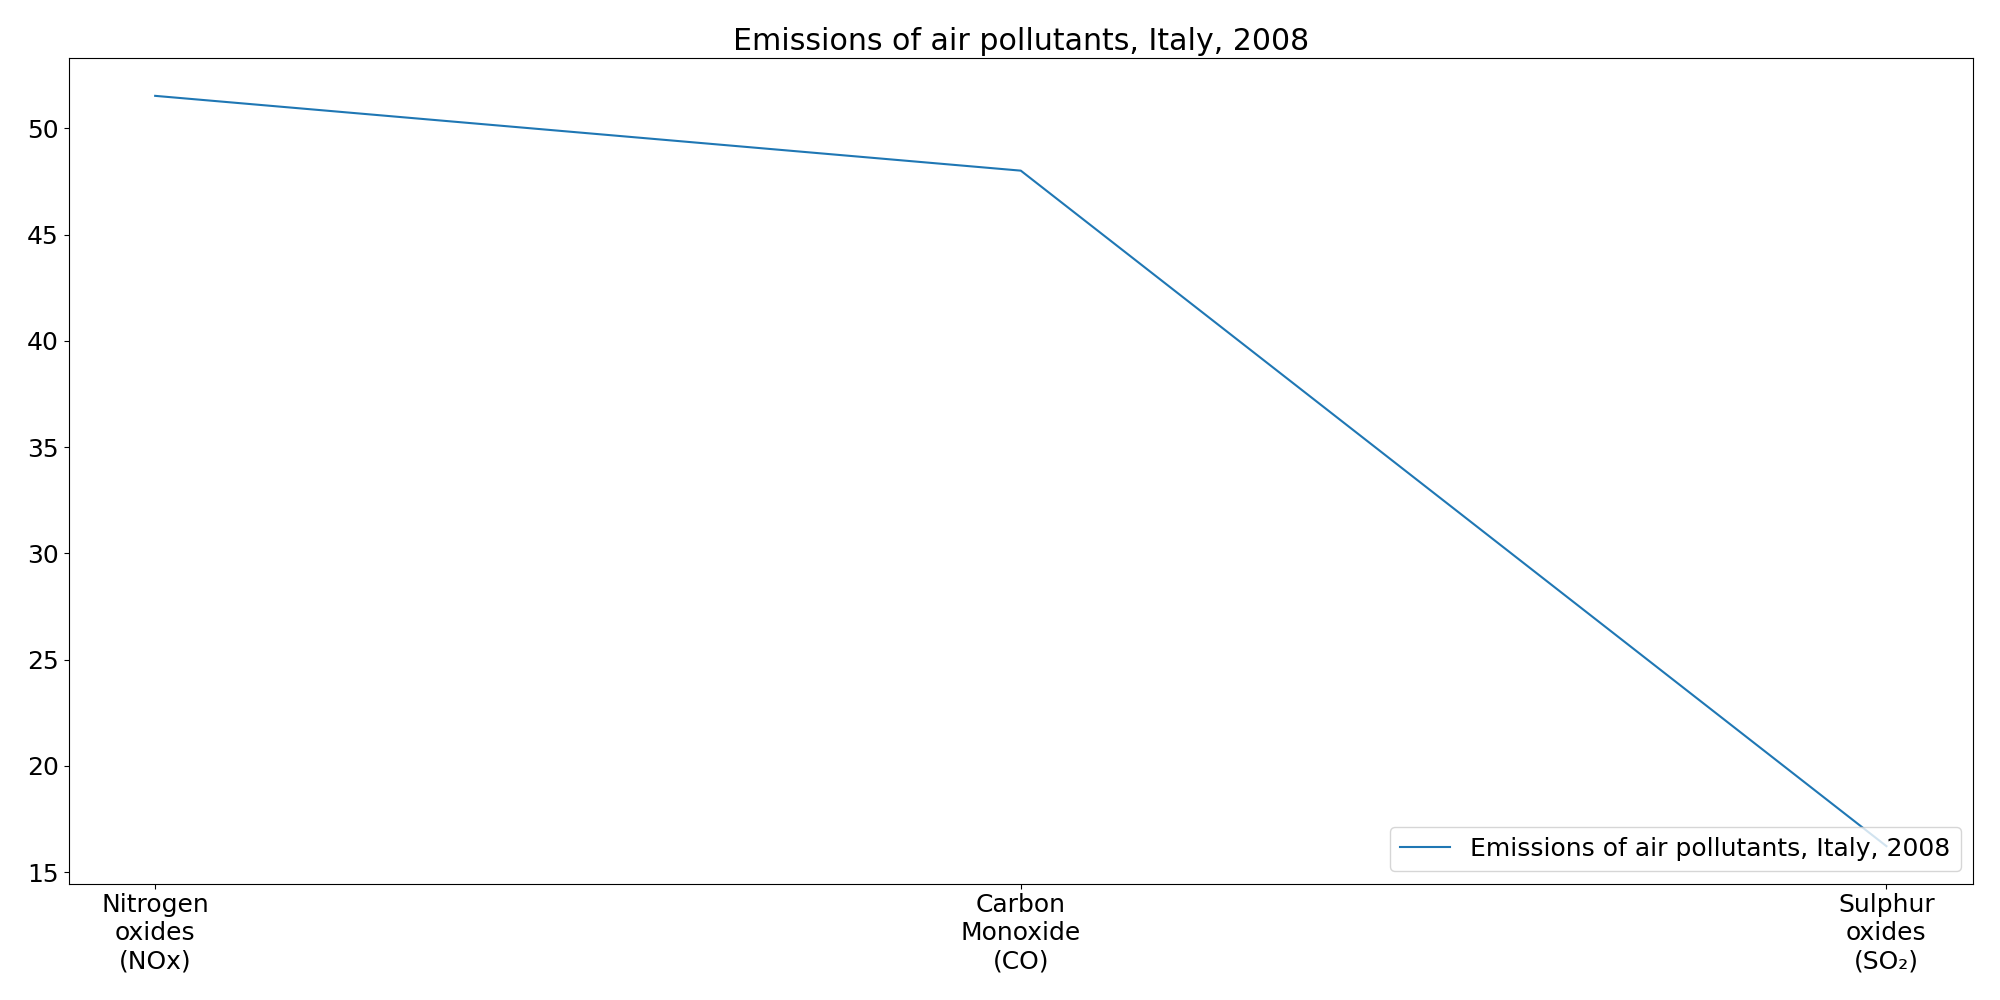 Emissions of air pollutants, Italy, 2008
50
45
40
35
30
25
20
15
Emissions of air pollutants, Italy, 2008
Nitrogen
oxides
(NOx)
Carbon
Monoxide
(CO)
Sulphur
oxides
(SO₂)